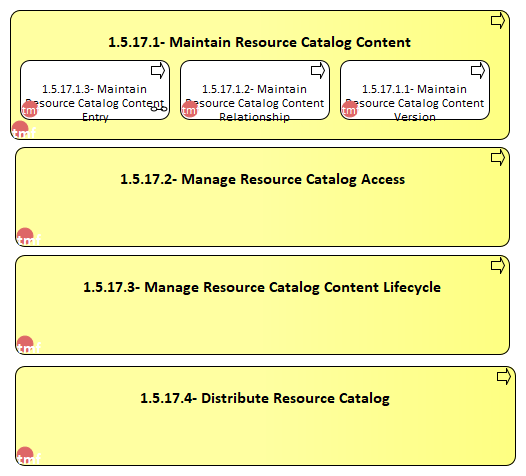 1.5.17.1- Maintain Resource Catalog Content
1.5.17.1.3- Maintain
Resource Catalog Content
Entry
1.5.17.1.2- Maintain
Resource Catalog Content
Relationship
1.5.17.1.1- Maintain
Resource Catalog Content
Version
tmf
tmf
tmf
tmf
1.5.17.2- Manage Resource Catalog Access
tmf
1.5.17.3- Manage Resource Catalog Content Lifecycle
tmf
1.5.17.4- Distribute Resource Catalog
tmf